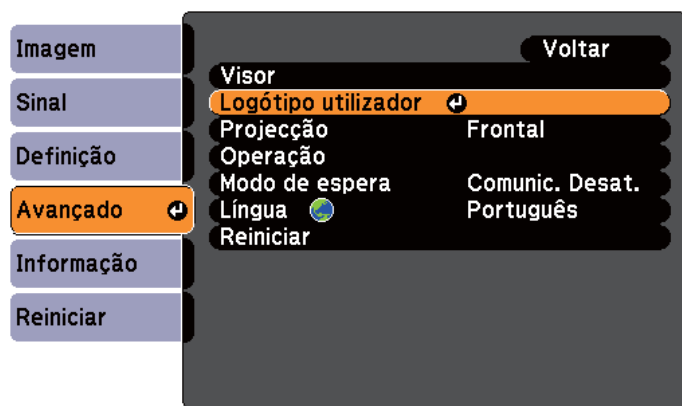 Imagem
Sinal
Definição
Avançado
Informação
Reiniciar
Voltar
Visor
Logótipo utilizador
Projecção Frontal
Operação
Modo de espera Comunic. Desat.
Língua Português
Reiniciar